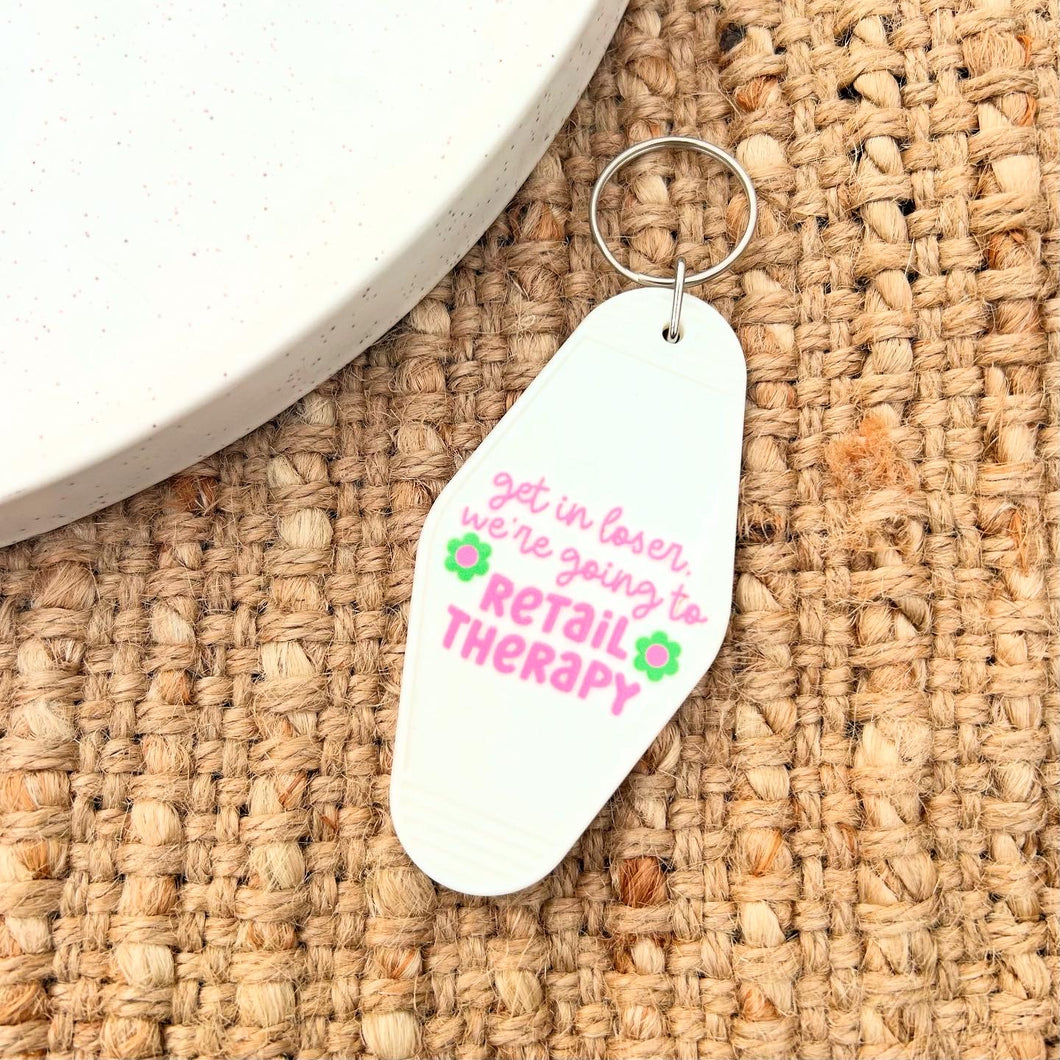 get in loser,
we're going to
Retail
Therapy